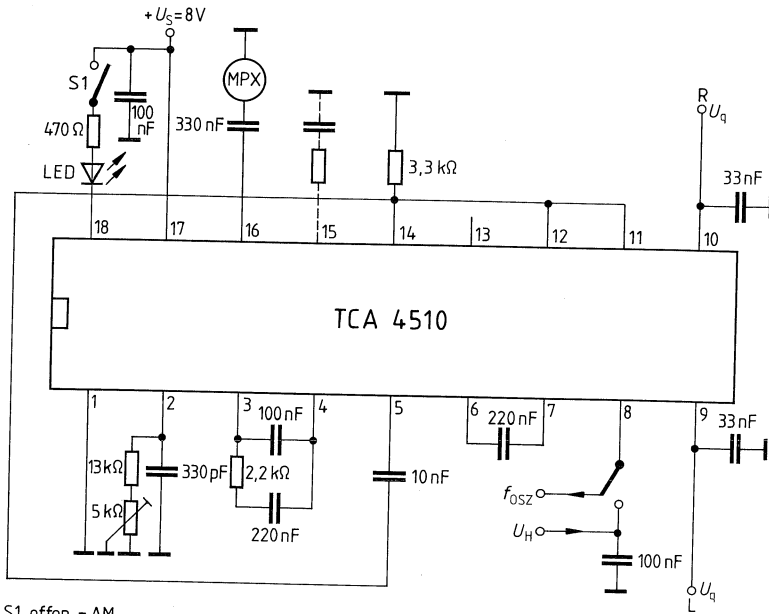 +U_S=8V
S1
MPX
100 nF
330 nF
R
U_q
470 Ω
3,3 kΩ
33 nF
LED
18
17
16
15
14
13
12
11
10
TCA 4510
1
2
3
4
5
6
7
8
9
100 nF
220 nF
33 nF
13 kΩ
330 pF
2,2 kΩ
10 nF
f_OSZ
5 kΩ
220 nF
U_H
100 nF
U_q
L
S1 offen = AM